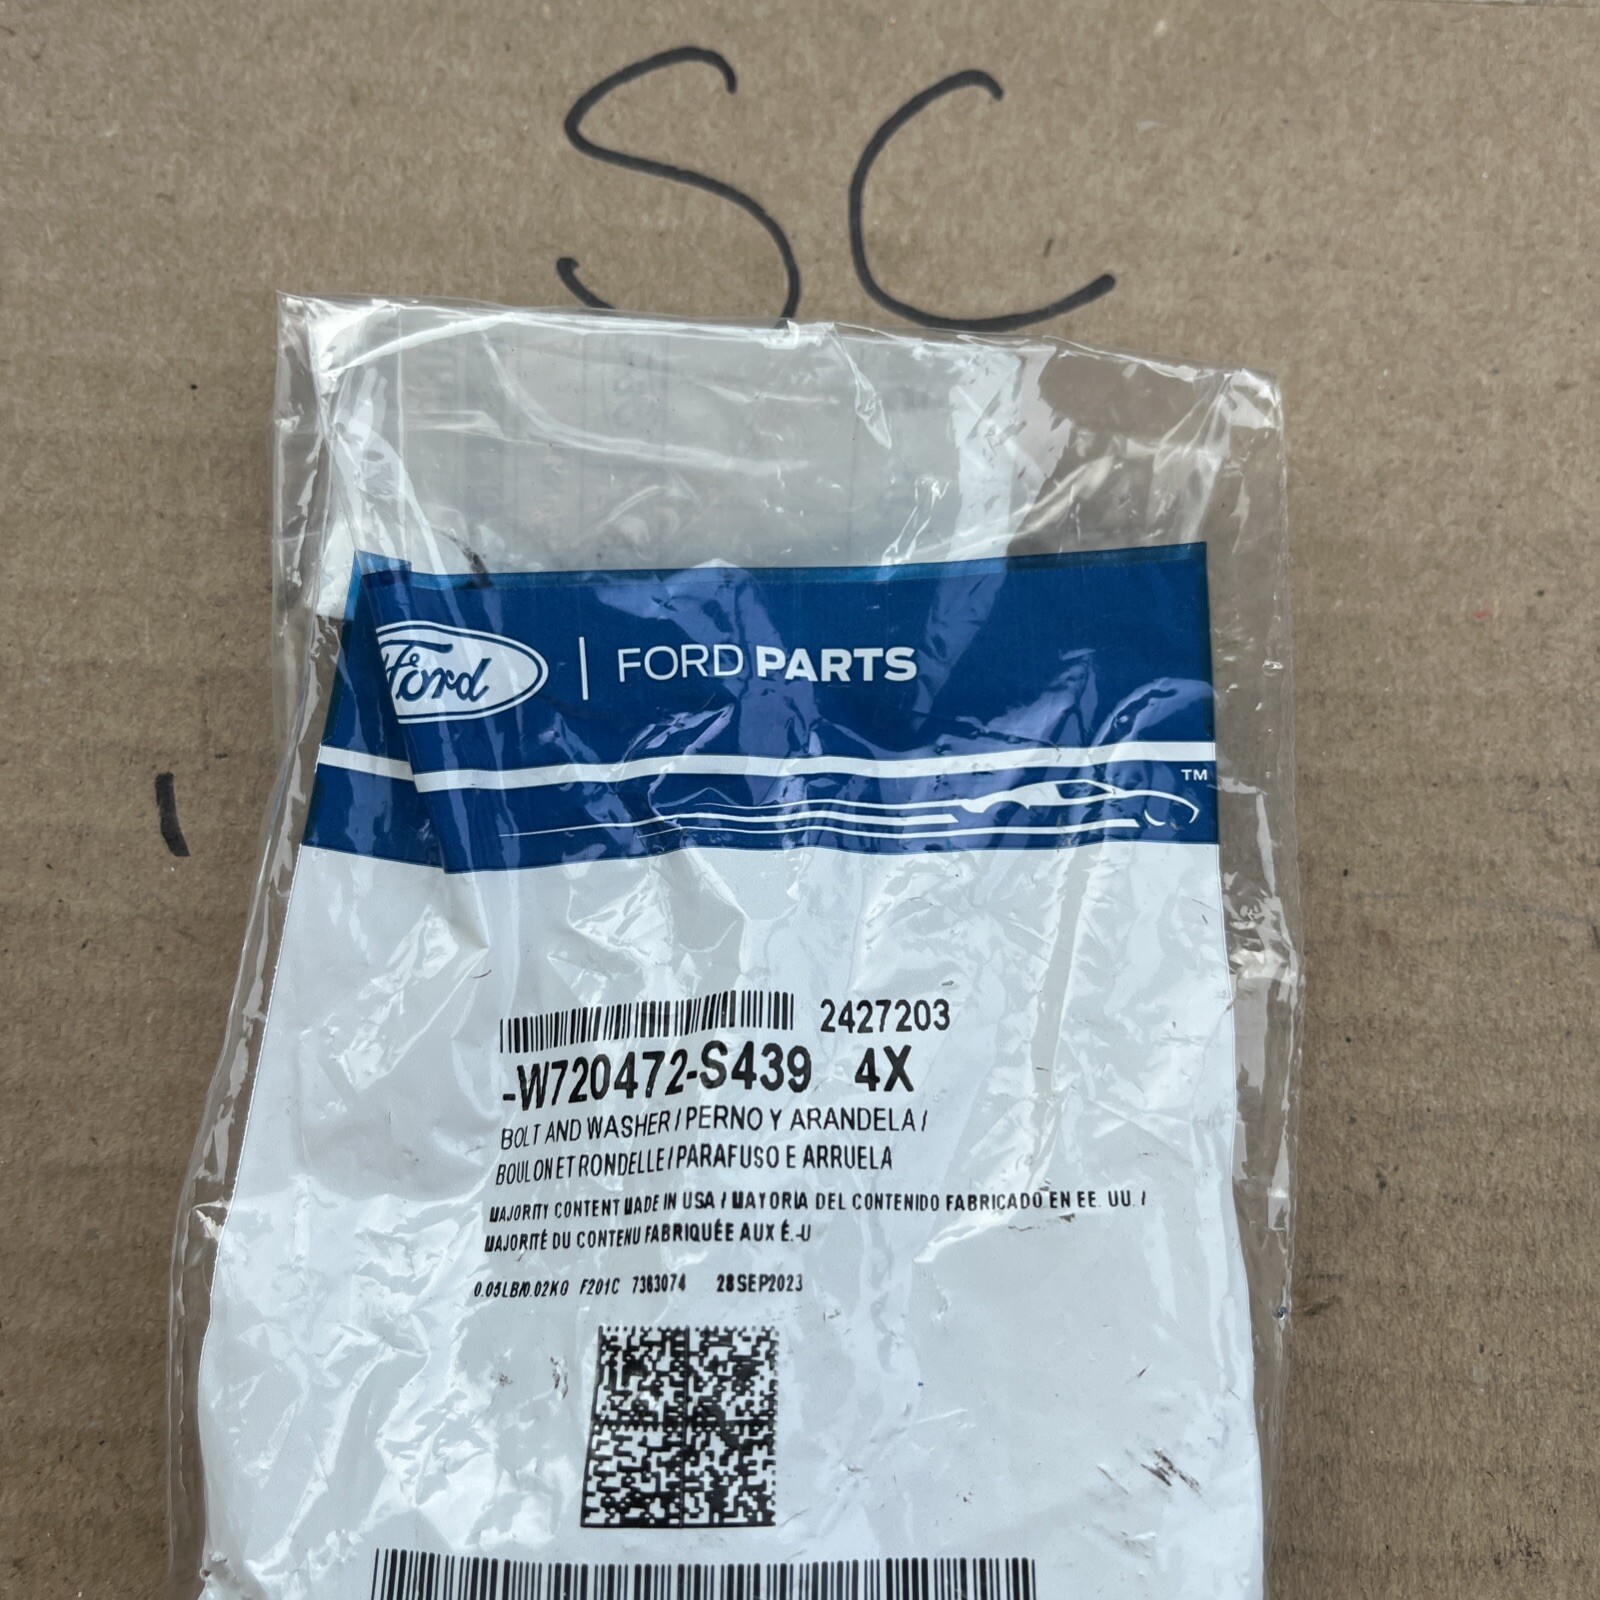 SC
Ford | FORD PARTS
TM
2427203
-W720472-S439 4X
BOLT AND WASHER / PERNO Y ARANDELA /
BOULON ET RONDELLE / PARAFUSO E ARRUELA
MAJORITY CONTENT MADE IN USA / MAYORIA DEL CONTENIDO FABRICADO EN EE. UU. /
MAJORITÉ DU CONTENU FABRIQUÉE AUX É.-U
0.05LB/0.02KG F201C 7363074 28SEP2023